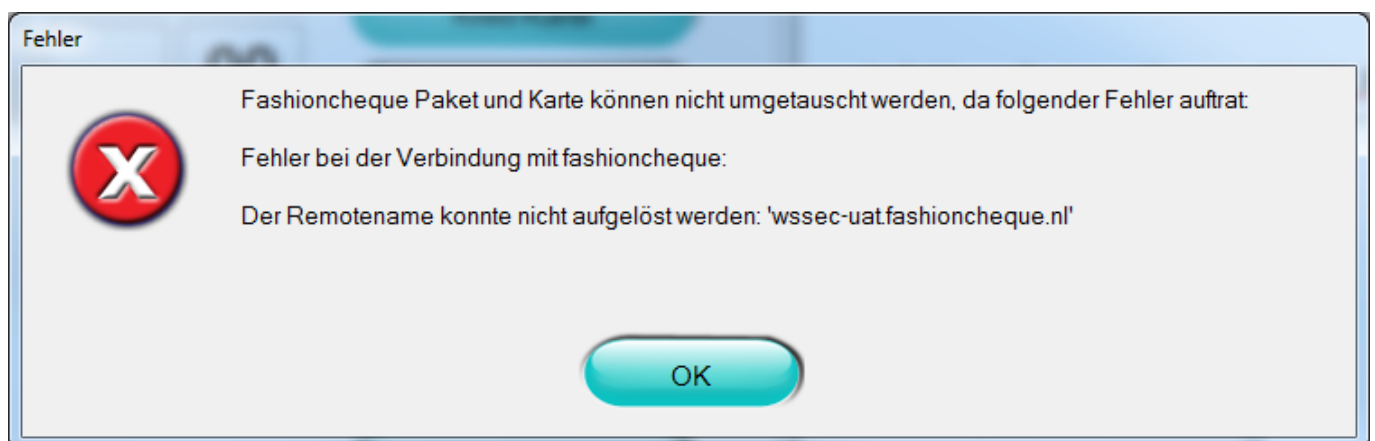 Fehler
Fashioncheque Paket und Karte können nicht umgetauscht werden, da folgender Fehler auftrat:
Fehler bei der Verbindung mit fashioncheque:
Der Remotename konnte nicht aufgelöst werden: 'wssec-uat.fashioncheque.nl'
OK